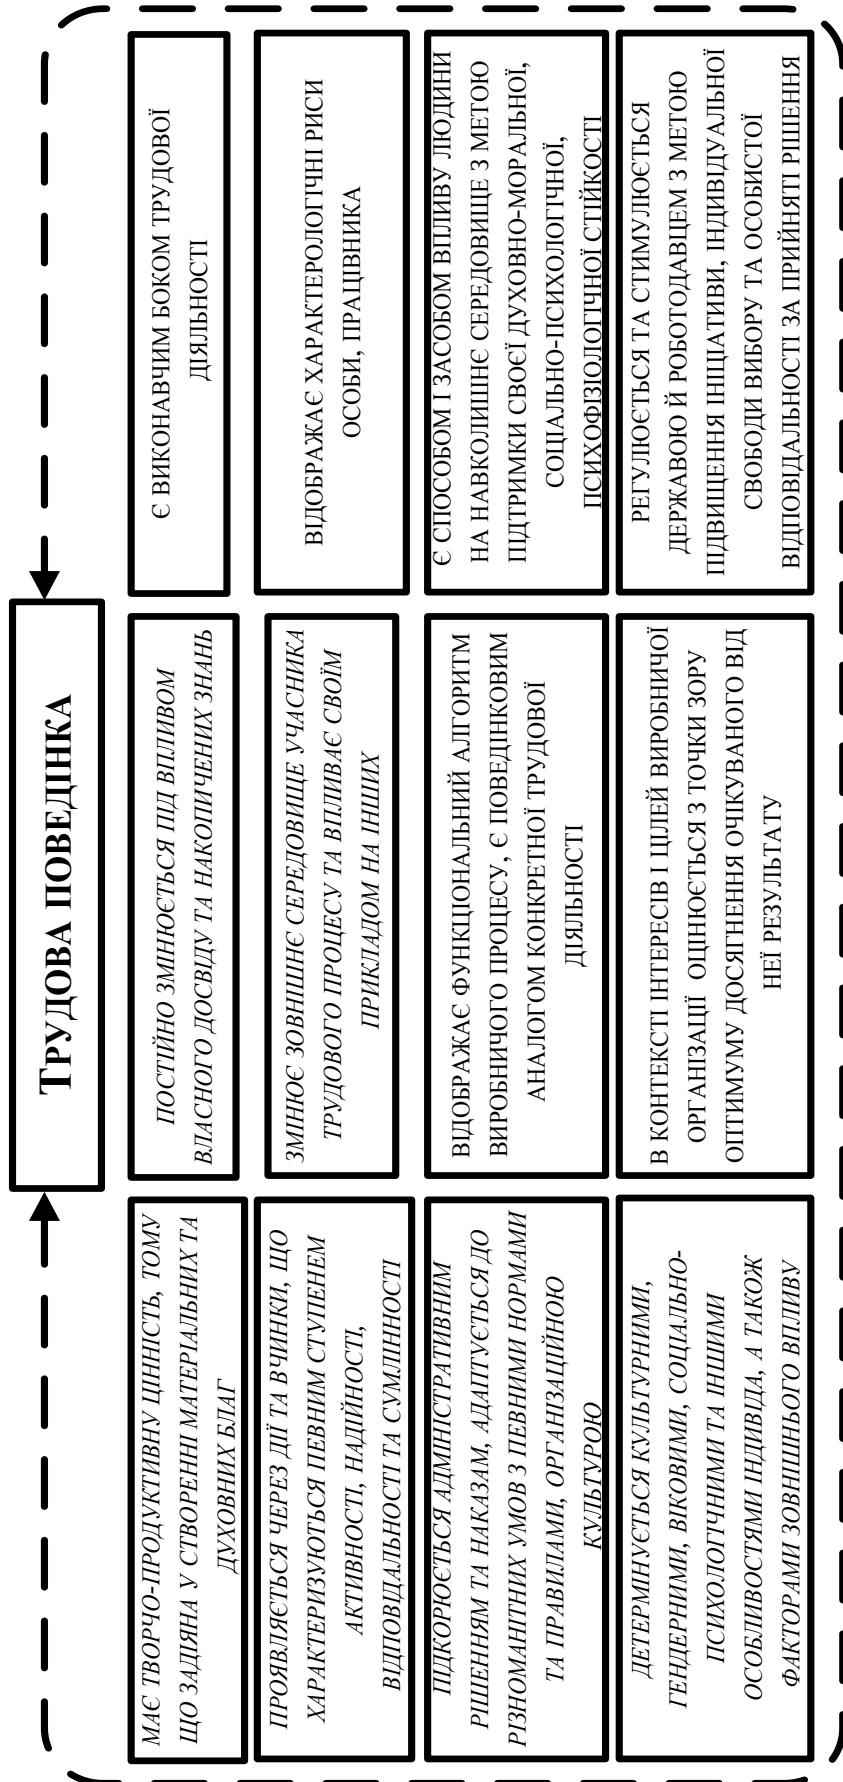 ТРУДОВА ПОВЕДІНКА
МАЄ ТВОРЧО-ПРОДУКТИВНУ ЦІННІСТЬ, ТОМУ
ЩО ЗАДІЯНА У СТВОРЕННІ МАТЕРІАЛЬНИХ ТА
ДУХОВНИХ БЛАГ
ПОСТІЙНО ЗМІНЮЄТЬСЯ ПІД ВПЛИВОМ
ВЛАСНОГО ДОСВІДУ ТА НАКОПИЧЕНИХ ЗНАНЬ
Є ВИКОНАВЧИМ БОКОМ ТРУДОВОЇ
ДІЯЛЬНОСТІ
ПРОЯВЛЯЄТЬСЯ ЧЕРЕЗ ДІЇ ТА ВЧИНКИ, ЩО
ХАРАКТЕРИЗУЮТЬСЯ ПЕВНИМ СТУПЕНЕМ
АКТИВНОСТІ, НАДІЙНОСТІ,
ВІДПОВІДАЛЬНОСТІ ТА СУМЛІННОСТІ
ЗМІНЮЄ ЗОВНІШНЄ СЕРЕДОВИЩЕ УЧАСНИКА
ТРУДОВОГО ПРОЦЕСУ ТА ВПЛИВАЄ СВОЇМ
ПРИКЛАДОМ НА ІНШИХ
ВІДОБРАЖАЄ ХАРАКТЕРОЛОГІЧНІ РИСИ
ОСОБИ, ПРАЦІВНИКА
ПІДКОРЮЄТЬСЯ АДМІНІСТРАТИВНИМ
РІШЕННЯМ ТА НАКАЗАМ, АДАПТУЄТЬСЯ ДО
РІЗНОМАНІТНИХ УМОВ З ПЕВНИМИ НОРМАМИ
ТА ПРАВИЛАМИ, ОРГАНІЗАЦІЙНОЮ
КУЛЬТУРОЮ
ВІДОБРАЖАЄ ФУНКЦІОНАЛЬНИЙ АЛГОРИТМ
ВИРОБНИЧОГО ПРОЦЕСУ, Є ПОВЕДІНКОВИМ
АНАЛОГОМ КОНКРЕТНОЇ ТРУДОВОЇ
ДІЯЛЬНОСТІ
Є СПОСОБОМ І ЗАСОБОМ ВПЛИВУ ЛЮДИНИ
НА НАВКОЛИШНЄ СЕРЕДОВИЩЕ З МЕТОЮ
ПІДТРИМКИ СВОЄЇ ДУХОВНО-МОРАЛЬНОЇ,
СОЦІАЛЬНО-ПСИХОЛОГІЧНОЇ,
ПСИХОФІЗІОЛОГІЧНОЇ СТІЙКОСТІ
ДЕТЕРМІНУЄТЬСЯ КУЛЬТУРНИМИ,
ГЕНДЕРНИМИ, ВІКОВИМИ, СОЦІАЛЬНО-
ПСИХОЛОГІЧНИМИ ТА ІНШИМИ
ОСОБЛИВОСТЯМИ ІНДИВІДА, А ТАКОЖ
ФАКТОРАМИ ЗОВНІШНЬОГО ВПЛИВУ
В КОНТЕКСТІ ІНТЕРЕСІВ І ЦІЛЕЙ ВИРОБНИЧОЇ
ОРГАНІЗАЦІЇ ОЦІНЮЄТЬСЯ З ТОЧКИ ЗОРУ
ОПТИМУМУ ДОСЯГНЕННЯ ОЧІКУВАНОГО ВІД
НЕЇ РЕЗУЛЬТАТУ
РЕГУЛЮЄТЬСЯ ТА СТИМУЛЮЄТЬСЯ
ДЕРЖАВОЮ Й РОБОТОДАВЦЕМ З МЕТОЮ
ПІДВИЩЕННЯ ІНІЦІАТИВИ, ІНДИВІДУАЛЬНОЇ
СВОБОДИ ВИБОРУ ТА ОСОБИСТОЇ
ВІДПОВІДАЛЬНОСТІ ЗА ПРИЙНЯТІ РІШЕННЯ